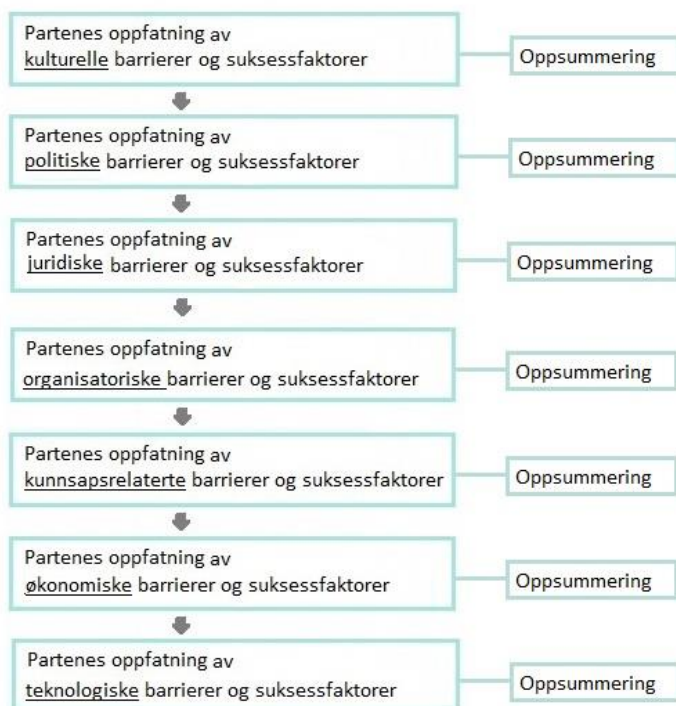 Partenes oppfatning av
kulturelle barrierer og suksessfaktorer
Oppsummering
Partenes oppfatning av
politiske barrierer og suksessfaktorer
Oppsummering
Partenes oppfatning av
juridiske barrierer og suksessfaktorer
Oppsummering
Partenes oppfatning av
organisatoriske barrierer og suksessfaktorer
Oppsummering
Partenes oppfatning av
kunnsapsrelaterte barrierer og suksessfaktorer
Oppsummering
Partenes oppfatning av
økonomiske barrierer og suksessfaktorer
Oppsummering
Partenes oppfatning av
teknologiske barrierer og suksessfaktorer
Oppsummering